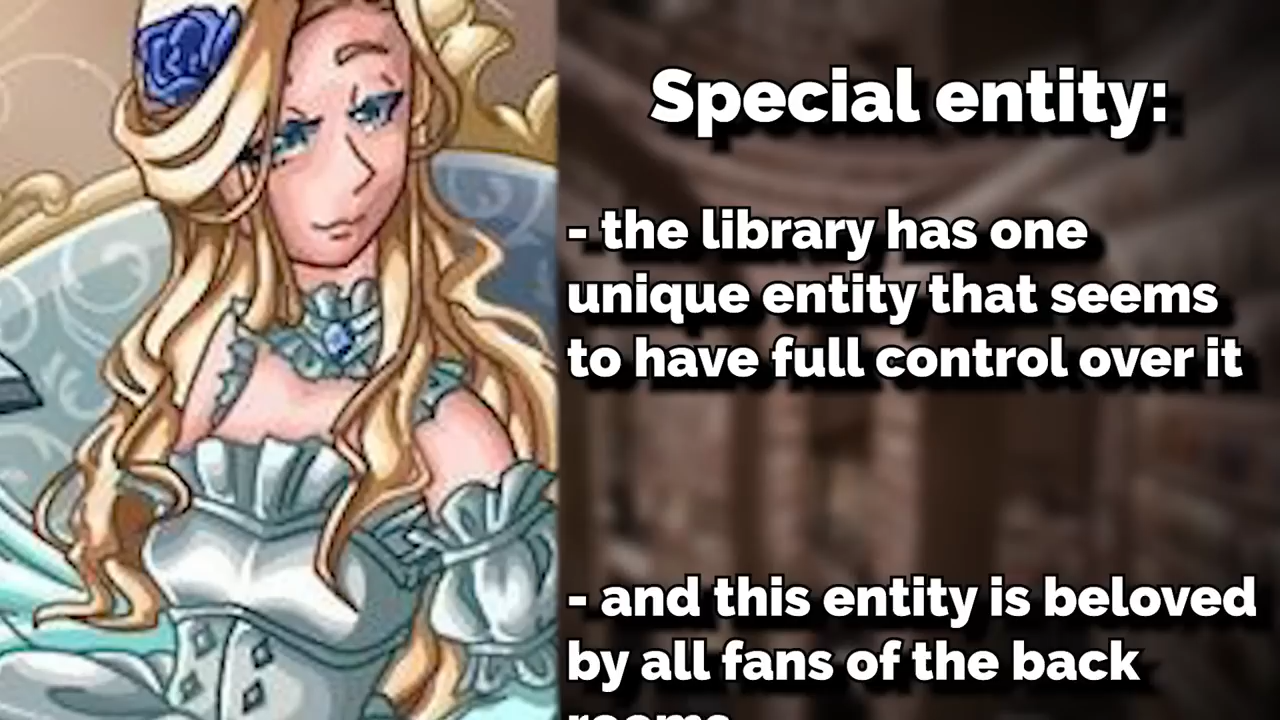 Special entity:
- the library has one
unique entity that seems
to have full control over it
- and this entity is beloved
by all fans of the back
rooms